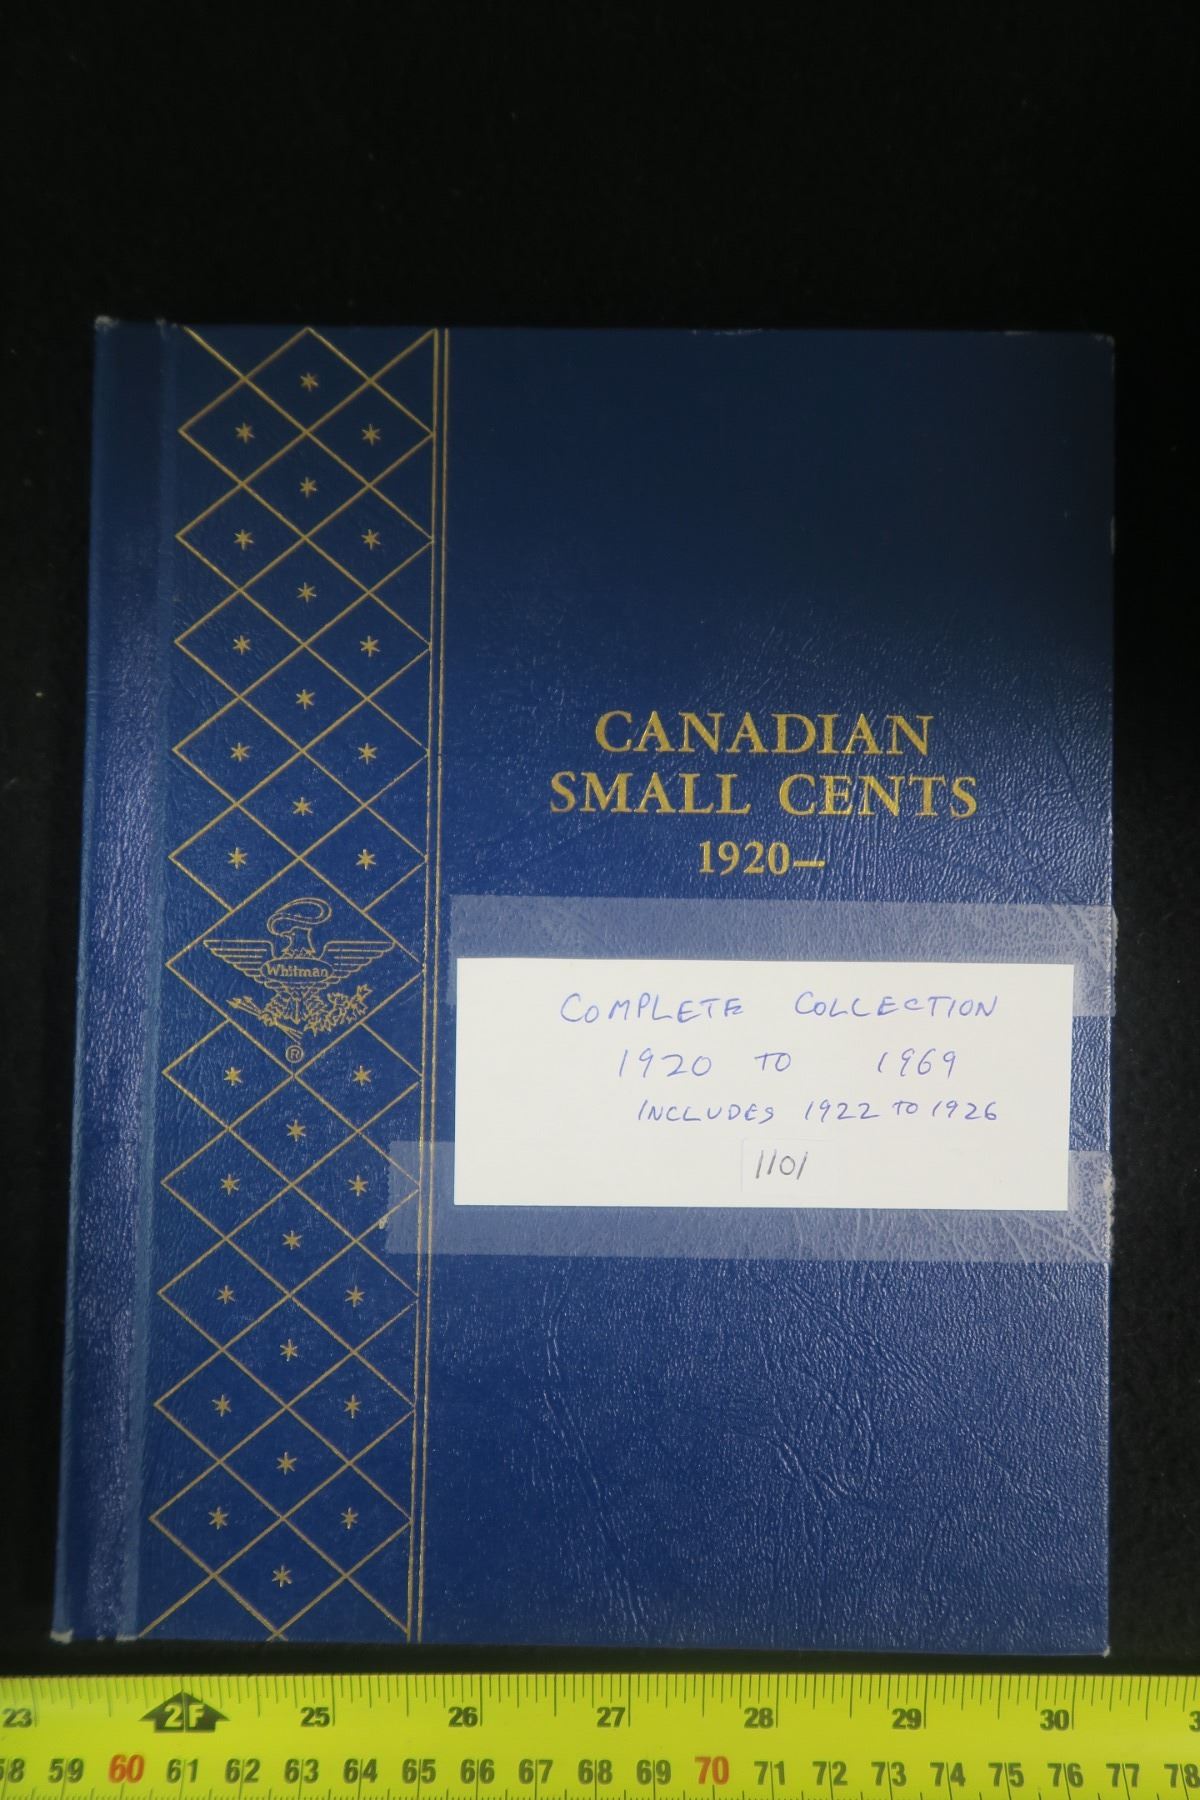 CANADIAN
SMALL CENTS
1920—
Whitman
®
COMPLETE COLLECTION
1920 TO 1969
INCLUDES 1922 TO 1926
1101
23 2F 25 26 27 28 29 30 3
58 59 60 61 62 63 64 65 66 67 68 69 70 71 72 73 74 75 76 77 78